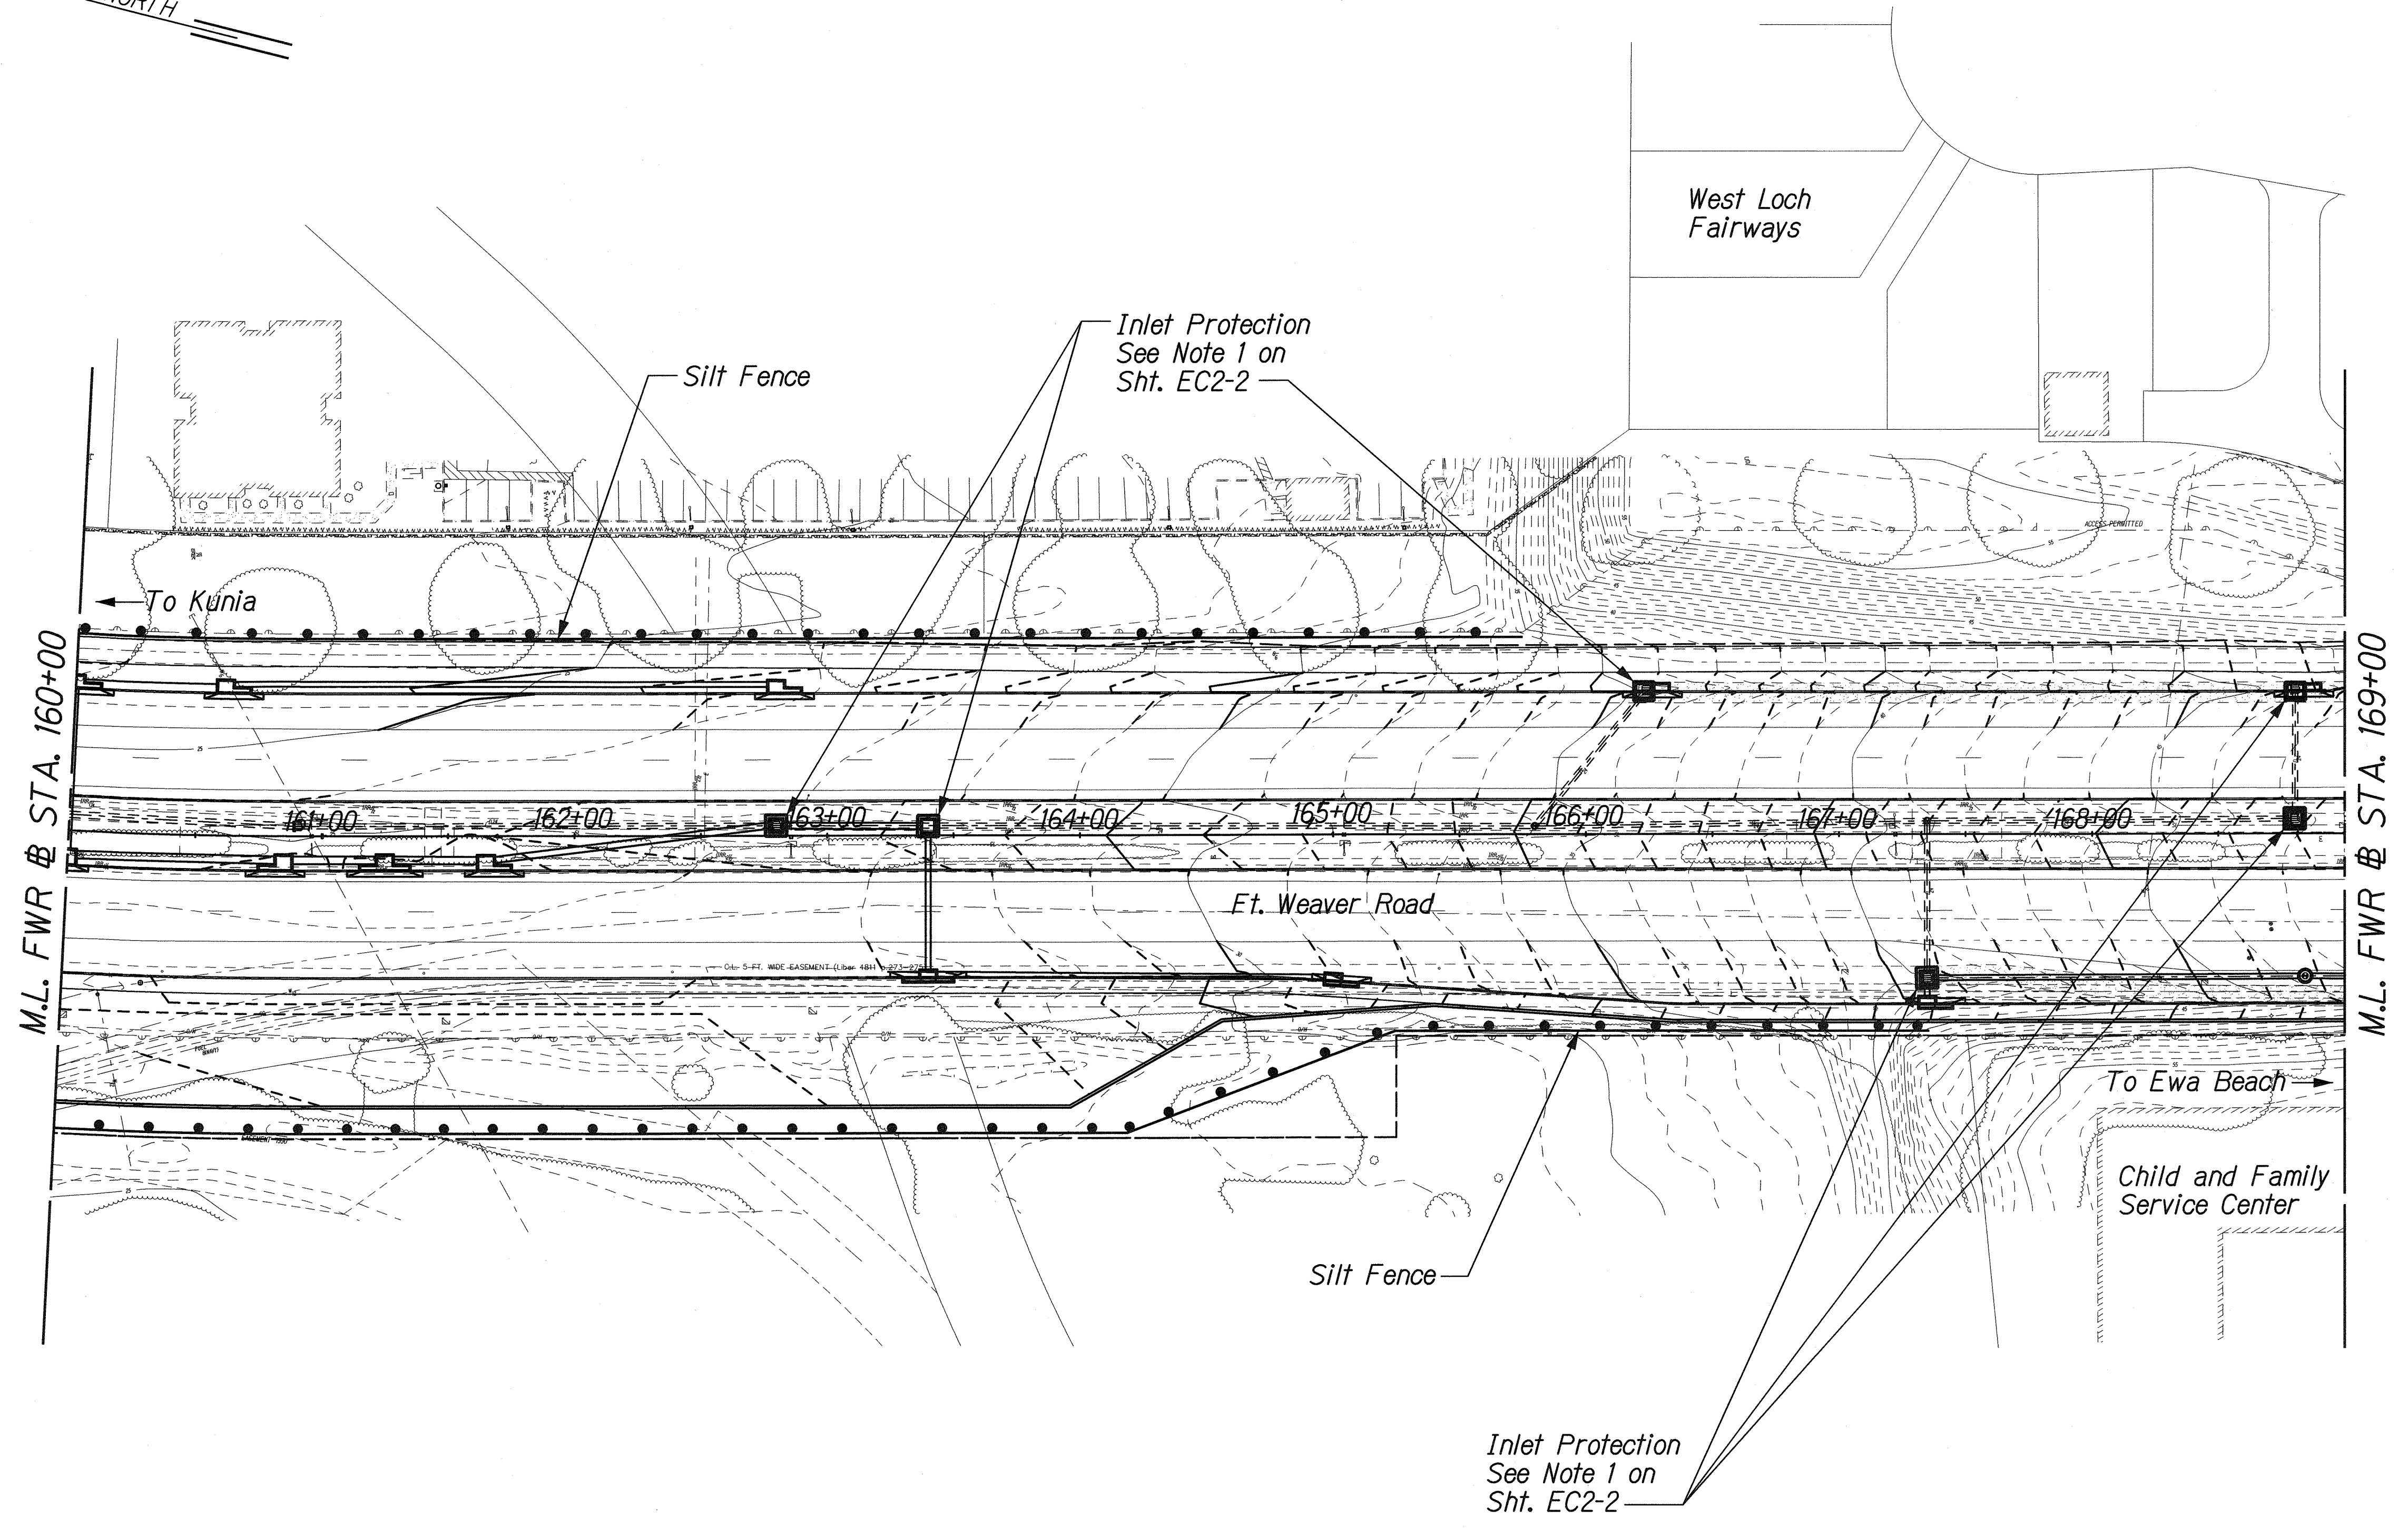 NORTH
West Loch
Fairways
Inlet Protection
See Note 1 on
Sht. EC2-2
Silt Fence
ACCESS PERMITTED
To Kunia
M.L. FWR ℄ STA. 160+00
161+00
162+00
163+00
164+00
165+00
166+00
167+00
168+00
M.L. FWR ℄ STA. 169+00
Ft. Weaver Road
To Ewa Beach
Child and Family
Service Center
Silt Fence
Inlet Protection
See Note 1 on
Sht. EC2-2